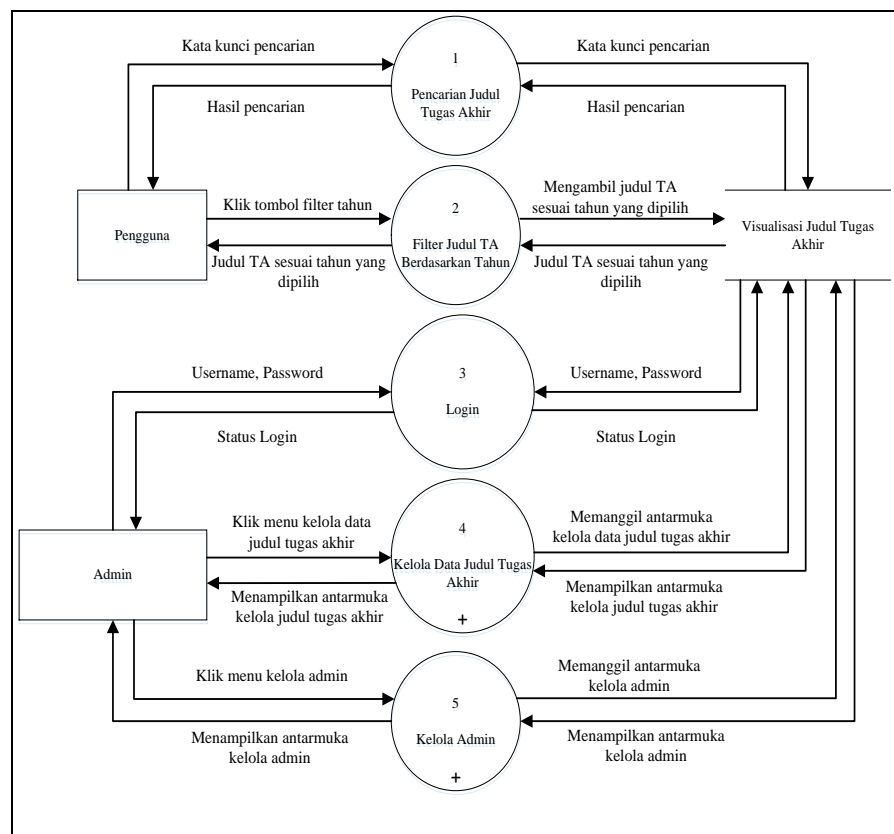 Kata kunci pencarian
1
Kata kunci pencarian
Pencarian Judul
Tugas Akhir
Hasil pencarian
Hasil pencarian
Pengguna
Klik tombol filter tahun
2
Mengambil judul TA
sesuai tahun yang dipilih
Filter Judul TA
Berdasarkan Tahun
Visualisasi Judul Tugas
Akhir
Judul TA sesuai tahun yang
dipilih
Judul TA sesuai tahun yang
dipilih
Username, Password
3
Username, Password
Login
Status Login
Status Login
Admin
Klik menu kelola data
judul tugas akhir
4
Memanggil antarmuka
kelola data judul tugas akhir
Kelola Data Judul Tugas
Akhir
+
Menampilkan antarmuka
kelola judul tugas akhir
Menampilkan antarmuka
kelola judul tugas akhir
Klik menu kelola admin
5
Memanggil antarmuka
kelola admin
Kelola Admin
+
Menampilkan antarmuka
kelola admin
Menampilkan antarmuka
kelola admin